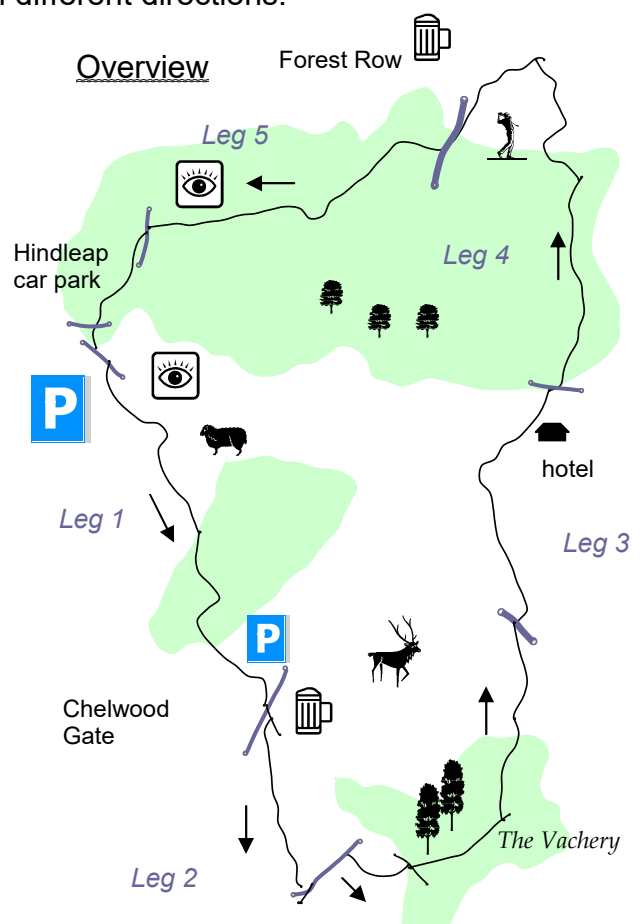 different directions.
Overview
Forest Row
Leg 5
Hindleap
car park
Leg 4
P
hotel
Leg 1
Leg 3
P
Chelwood
Gate
The Vachery
Leg 2